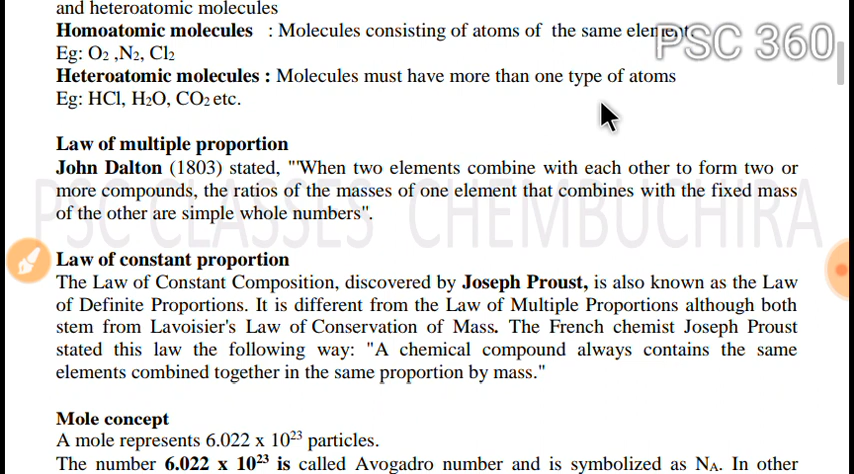 and heteroatomic molecules
Homoatomic molecules : Molecules consisting of atoms of the same element
PSC 360
Eg: O₂ ,N₂, Cl₂
Heteroatomic molecules : Molecules must have more than one type of atoms
Eg: HCl, H₂O, CO₂ etc.
Law of multiple proportion
John Dalton (1803) stated, "'When two elements combine with each other to form two or
more compounds, the ratios of the masses of one element that combines with the fixed mass
of the other are simple whole numbers".
PSC CLASSES CHEMBUCHIRA
Law of constant proportion
The Law of Constant Composition, discovered by Joseph Proust, is also known as the Law
of Definite Proportions. It is different from the Law of Multiple Proportions although both
stem from Lavoisier's Law of Conservation of Mass. The French chemist Joseph Proust
stated this law the following way: "A chemical compound always contains the same
elements combined together in the same proportion by mass."
Mole concept
A mole represents 6.022 x 10²³ particles.
The number 6.022 x 10²³ is called Avogadro number and is symbolized as Nᴀ. In other